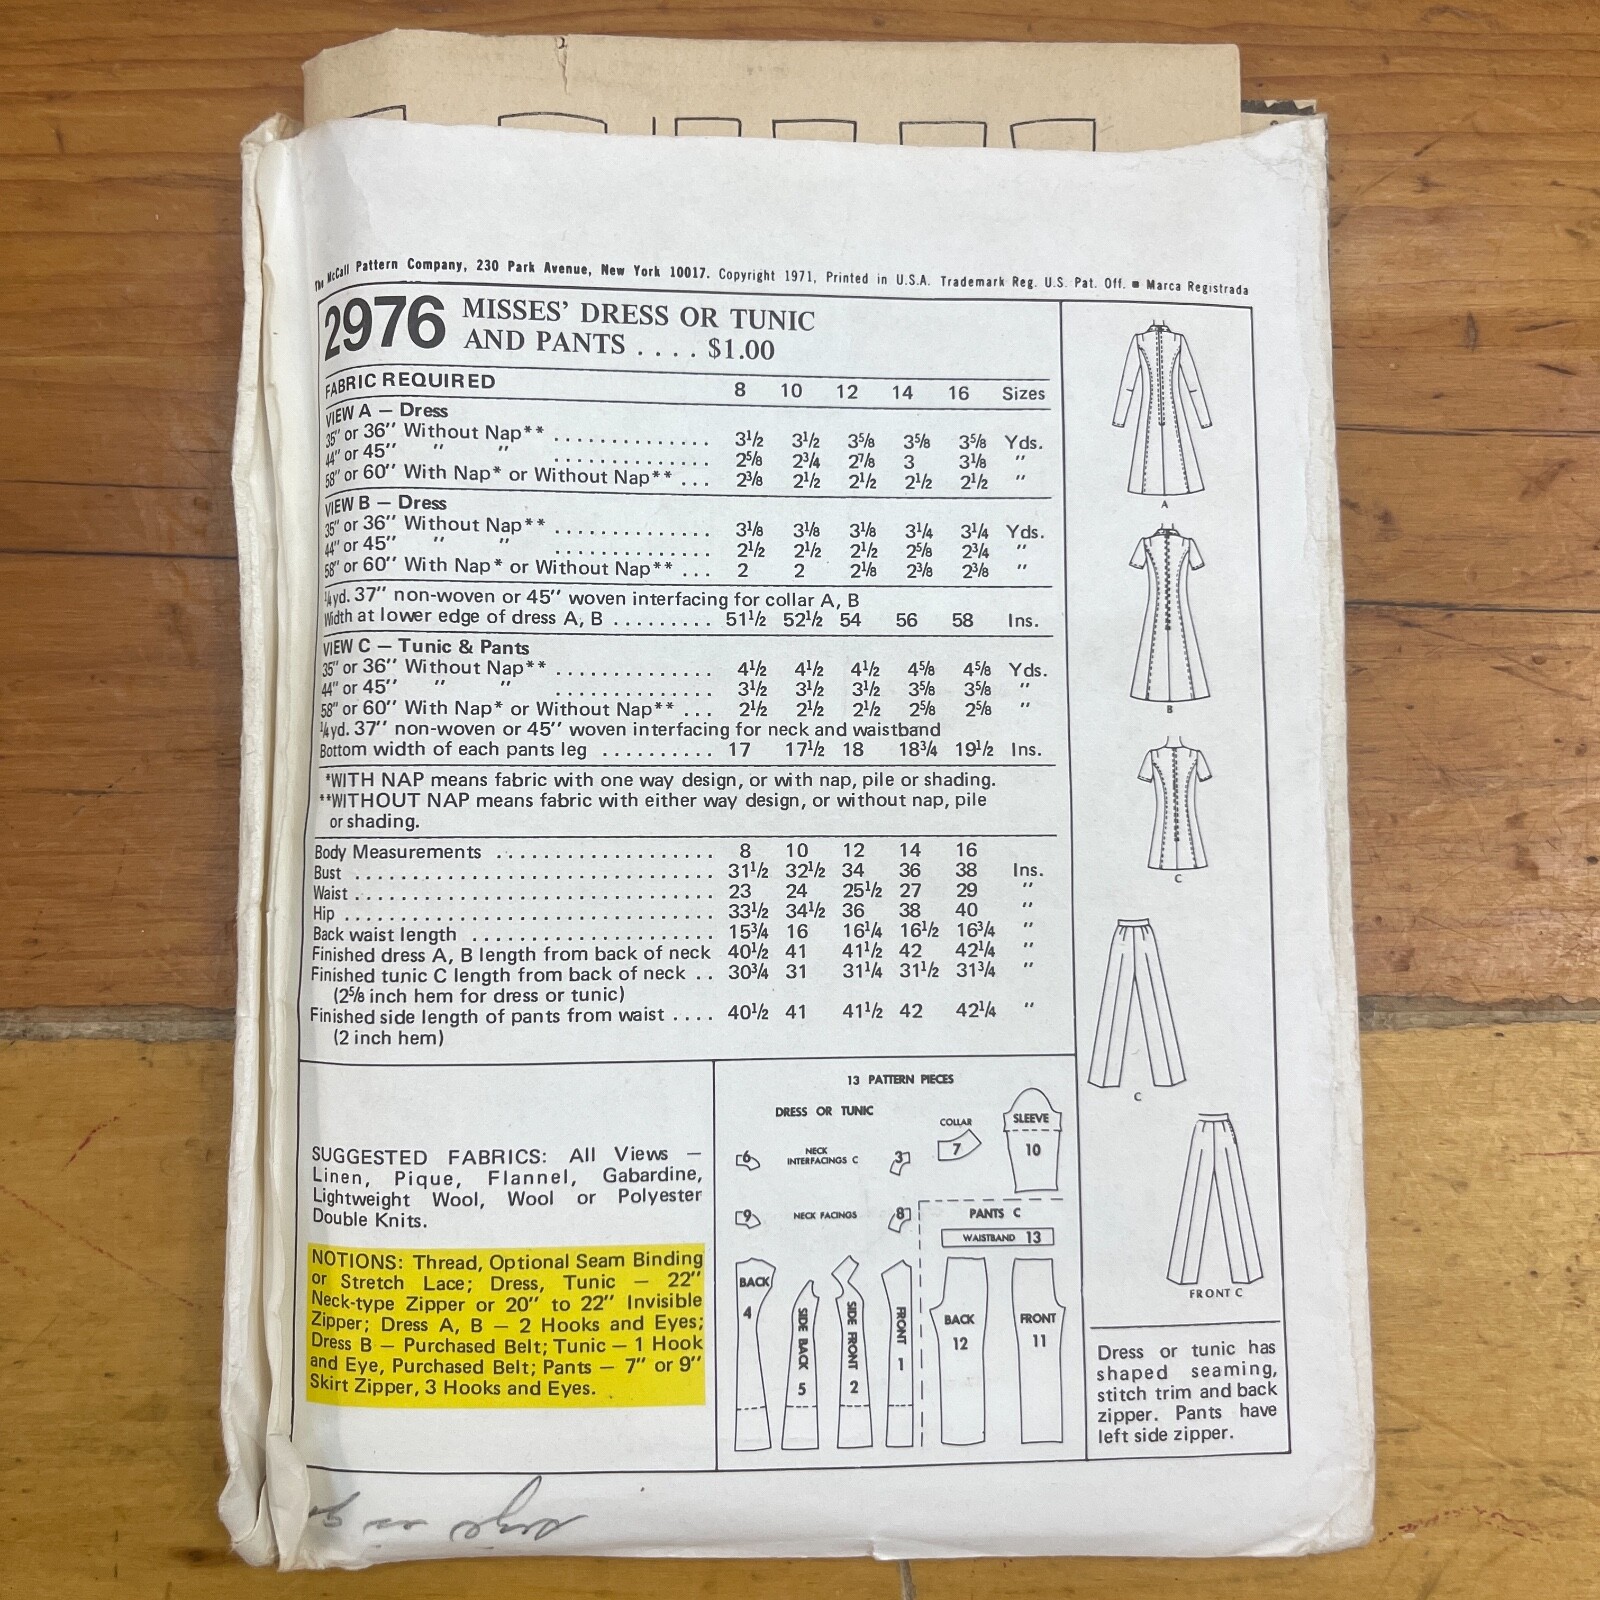 The McCall Pattern Company, 230 Park Avenue, New York 10017. Copyright 1971, Printed in U.S.A. Trademark Reg. U.S. Pat. Off. ■ Marca Registrada
2976 MISSES' DRESS OR TUNIC
AND PANTS .... $1.00
FABRIC REQUIRED 8 10 12 14 16 Sizes
VIEW A — Dress
35" or 36" Without Nap** .............. 3½ 3½ 3⅝ 3⅝ 3⅝ Yds.
44" or 45" " " .............. 2⅝ 2¾ 2⅞ 3 3⅛ "
58" or 60" With Nap* or Without Nap** ... 2⅜ 2½ 2½ 2½ 2½ "
VIEW B — Dress
35" or 36" Without Nap** .............. 3⅛ 3⅛ 3⅛ 3¼ 3¼ Yds.
44" or 45" " " .............. 2½ 2½ 2½ 2⅝ 2¾ "
58" or 60" With Nap* or Without Nap** ... 2 2 2⅛ 2⅜ 2⅜ "
¼ yd. 37" non-woven or 45" woven interfacing for collar A, B
Width at lower edge of dress A, B ......... 51½ 52½ 54 56 58 Ins.
VIEW C — Tunic & Pants
35" or 36" Without Nap** .............. 4½ 4½ 4½ 4⅝ 4⅝ Yds.
44" or 45" " " .............. 3½ 3½ 3½ 3⅝ 3⅝ "
58" or 60" With Nap* or Without Nap** ... 2½ 2½ 2½ 2⅝ 2⅝ "
¼ yd. 37" non-woven or 45" woven interfacing for neck and waistband
Bottom width of each pants leg .......... 17 17½ 18 18¾ 19½ Ins.
*WITH NAP means fabric with one way design, or with nap, pile or shading.
**WITHOUT NAP means fabric with either way design, or without nap, pile
or shading.
Body Measurements .................... 8 10 12 14 16
Bust .................................. 31½ 32½ 34 36 38 Ins.
Waist .................................. 23 24 25½ 27 29 "
Hip ................................... 33½ 34½ 36 38 40 "
Back waist length ....................... 15¾ 16 16¼ 16½ 16¾ "
Finished dress A, B length from back of neck 40½ 41 41½ 42 42¼ "
Finished tunic C length from back of neck .. 30¾ 31 31¼ 31½ 31¾ "
(2⅝ inch hem for dress or tunic)
Finished side length of pants from waist .... 40½ 41 41½ 42 42¼ "
(2 inch hem)
A
B
C
C
FRONT C
Dress or tunic has
shaped seaming,
stitch trim and back
zipper. Pants have
left side zipper.
SUGGESTED FABRICS: All Views —
Linen, Pique, Flannel, Gabardine,
Lightweight Wool, Wool or Polyester
Double Knits.
NOTIONS: Thread, Optional Seam Binding
or Stretch Lace; Dress, Tunic — 22"
Neck-type Zipper or 20" to 22" Invisible
Zipper; Dress A, B — 2 Hooks and Eyes;
Dress B — Purchased Belt; Tunic — 1 Hook
and Eye, Purchased Belt; Pants — 7" or 9"
Skirt Zipper, 3 Hooks and Eyes.
13 PATTERN PIECES
DRESS OR TUNIC
COLLAR
7
SLEEVE
10
6
NECK
INTERFACINGS C
3
9
NECK FACINGS
8
PANTS C
WAISTBAND 13
BACK
4
SIDE BACK
5
SIDE FRONT
2
FRONT
1
BACK
12
FRONT
11